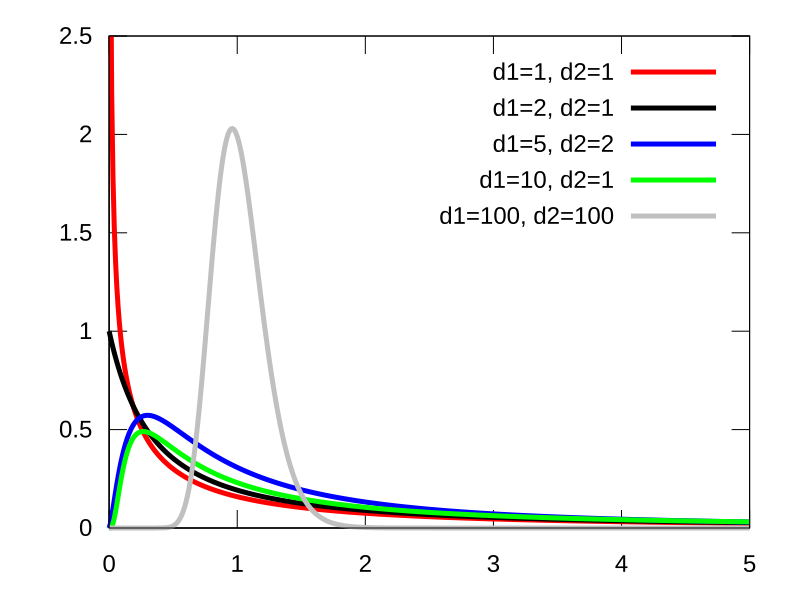 2.5
2
1.5
1
0.5
0
0 1 2 3 4 5
d1=1, d2=1
d1=2, d2=1
d1=5, d2=2
d1=10, d2=1
d1=100, d2=100